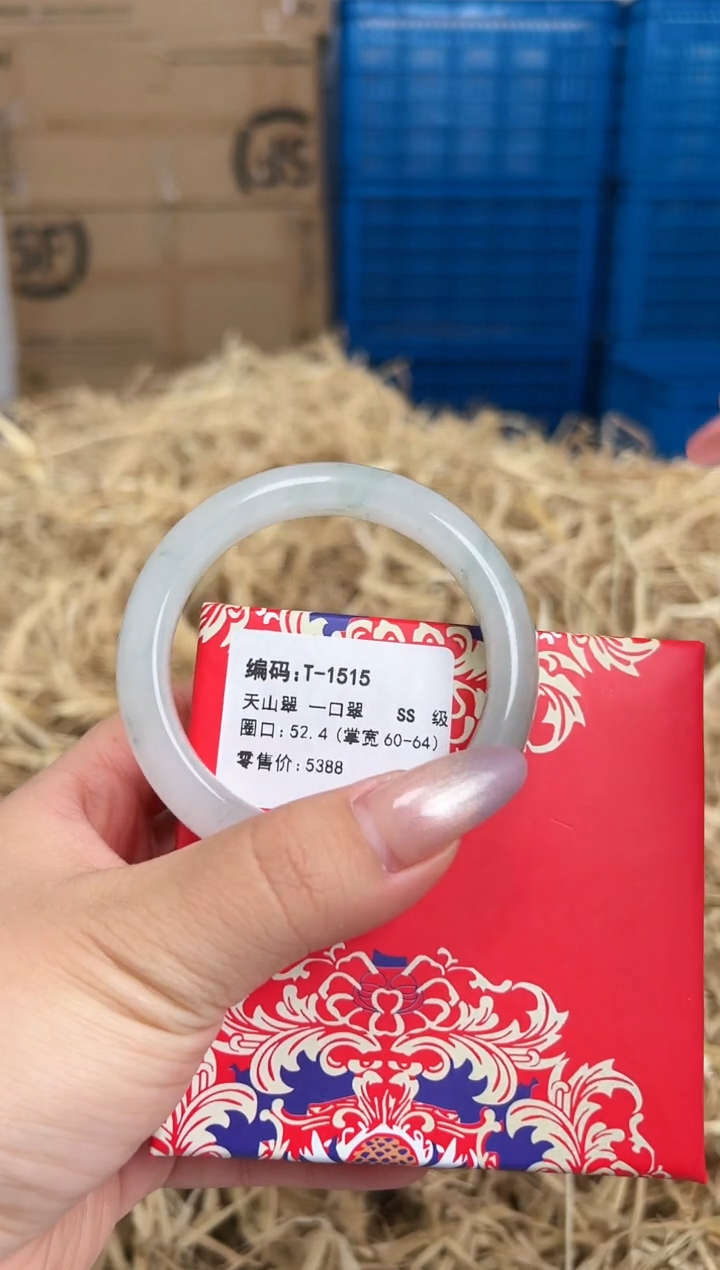 SF
编码:T-1515
天山翠 一口翠 SS 级
圈口:52.4(掌宽60-64)
零售价:5388